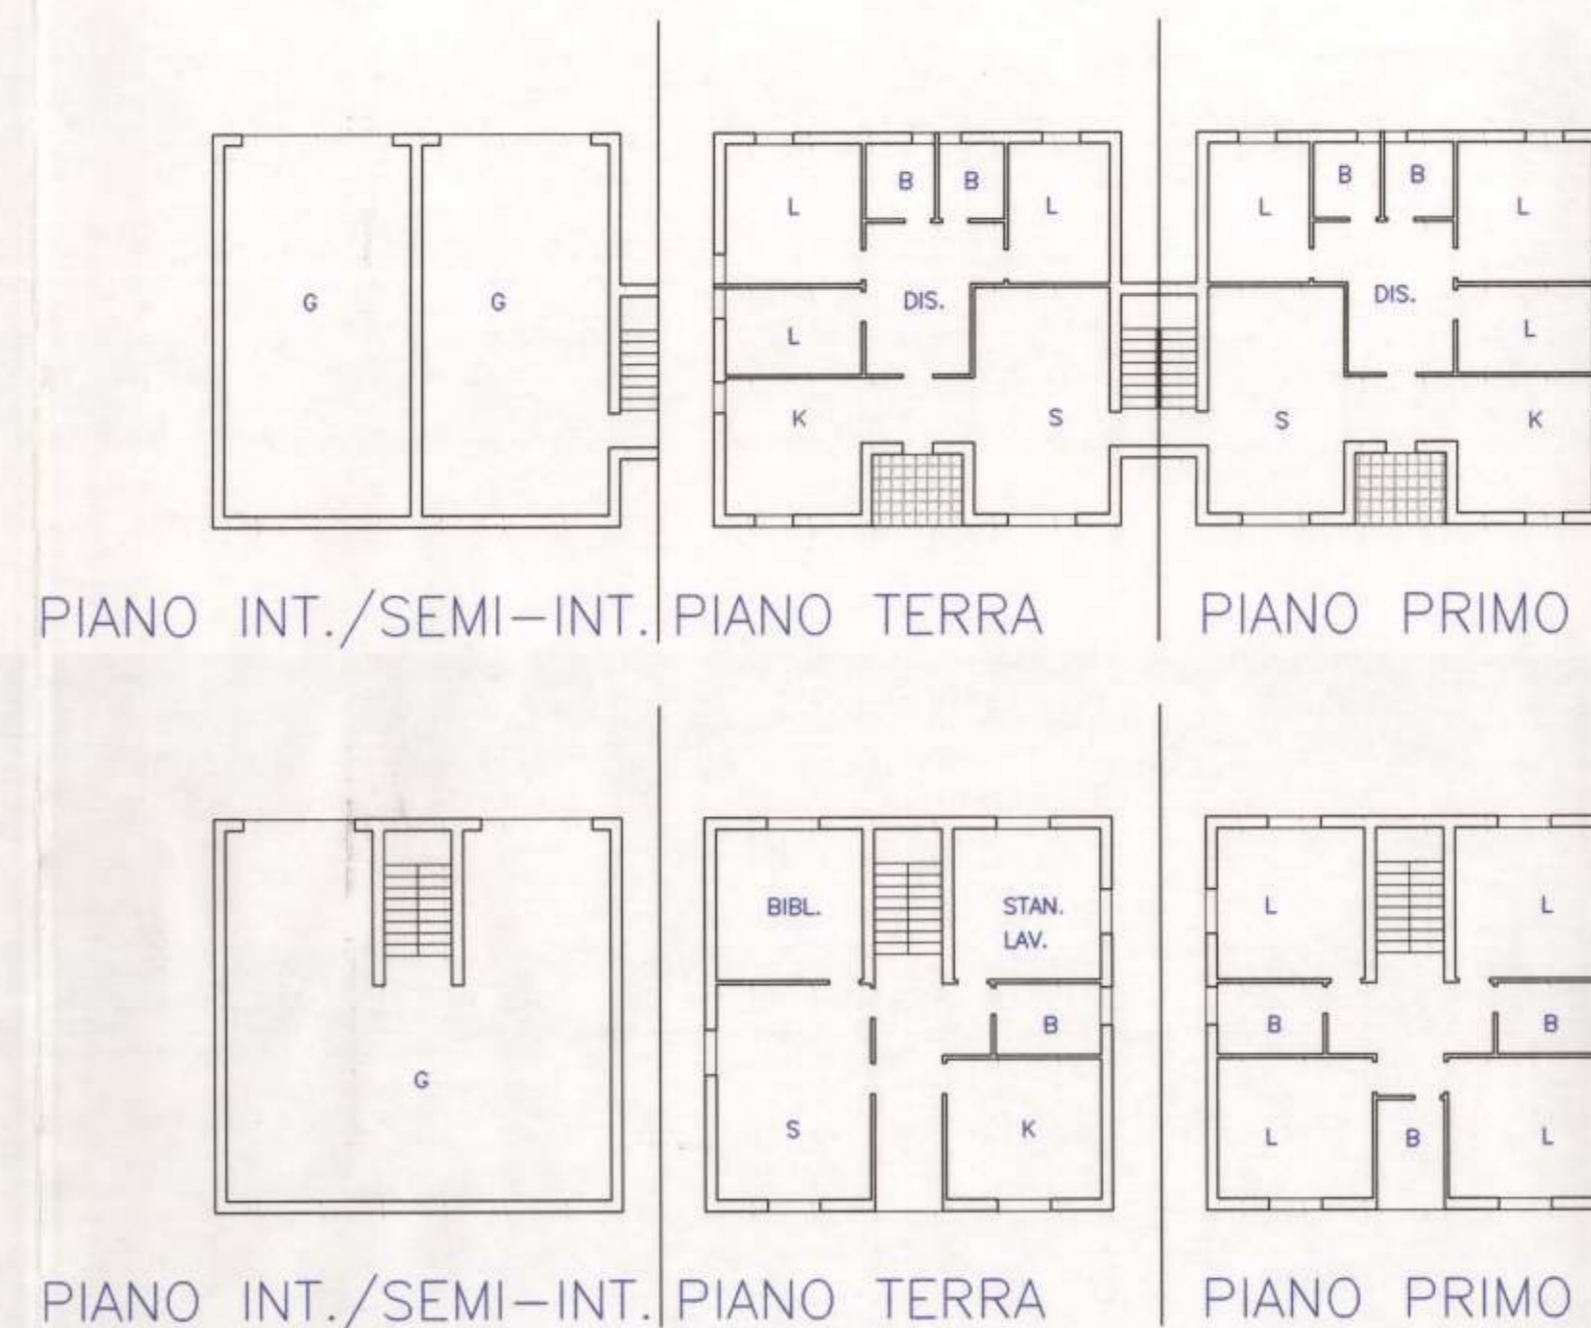 B B B B
L L L L
G G DIS. DIS.
L L
K S S K
PIANO INT./SEMI-INT. PIANO TERRA PIANO PRIMO
BIBL. STAN. L L
LAV.
B B B
G
S K L B L
PIANO INT./SEMI-INT. PIANO TERRA PIANO PRIMO